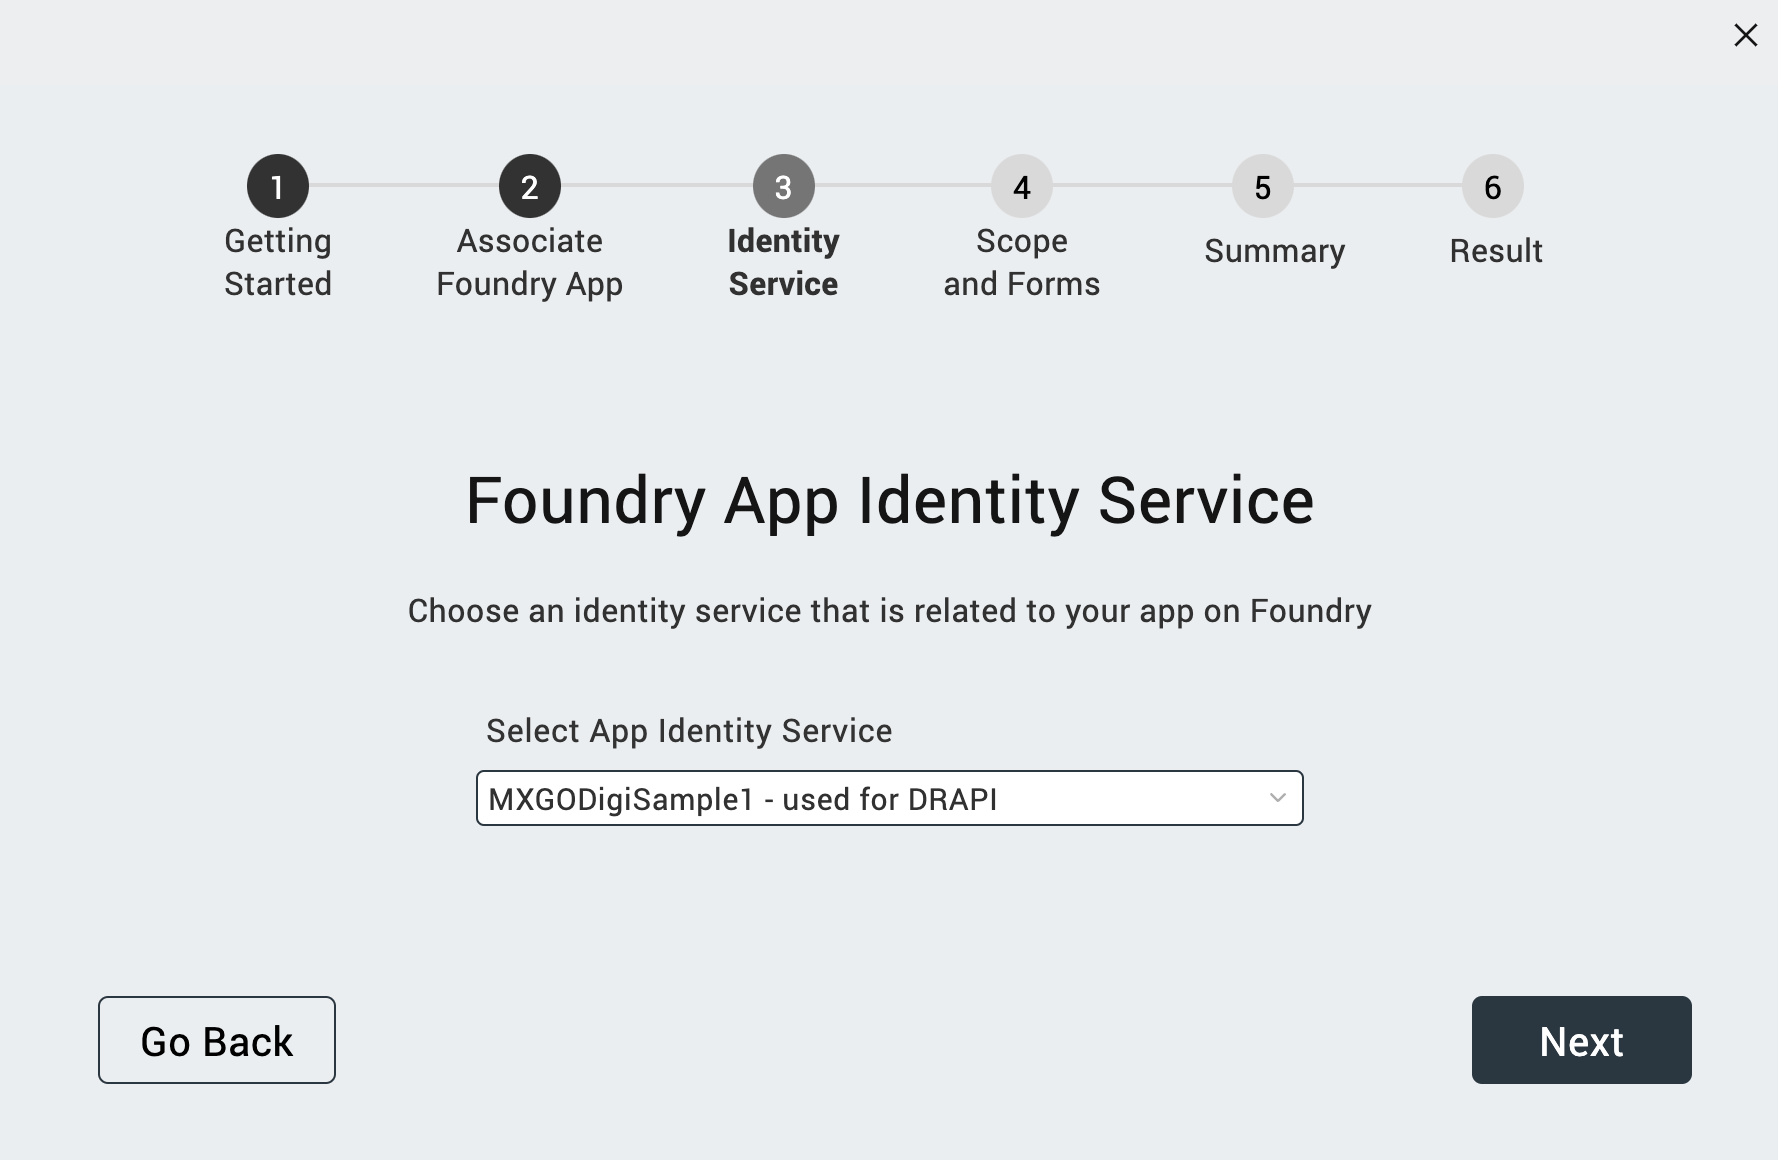 1
2
3
4
5
6
Getting
Started
Associate
Foundry App
Identity
Service
Scope
and Forms
Summary
Result
Foundry App Identity Service
Choose an identity service that is related to your app on Foundry
Select App Identity Service
MXGODigiSample1 - used for DRAPI
Go Back
Next